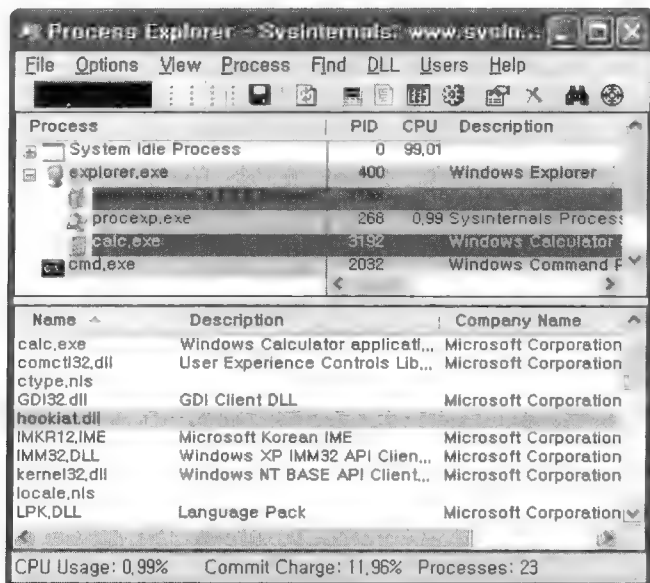 Process Explorer - Sysinternals: www.sysin...
File Options View Process Find DLL Users Help
Process PID CPU Description
System Idle Process 0 99,01
explorer,exe 400 Windows Explorer
procexp,exe 268 0,99 Sysinternals Process
calc,exe 3192 Windows Calculator
cmd,exe 2032 Windows Command P
Name Description Company Name
calc,exe Windows Calculator applicati,,, Microsoft Corporation
comctl32,dll User Experience Controls Lib,,, Microsoft Corporation
ctype,nls
GDI32,dll GDI Client DLL Microsoft Corporation
hookiat,dll
IMKR12,IME Microsoft Korean IME Microsoft Corporation
IMM32,DLL Windows XP IMM32 API Clien,,, Microsoft Corporation
kernel32,dll Windows NT BASE API Client,,, Microsoft Corporation
locale,nls
LPK,DLL Language Pack Microsoft Corporation
CPU Usage: 0,99% Commit Charge: 11,96% Processes: 23